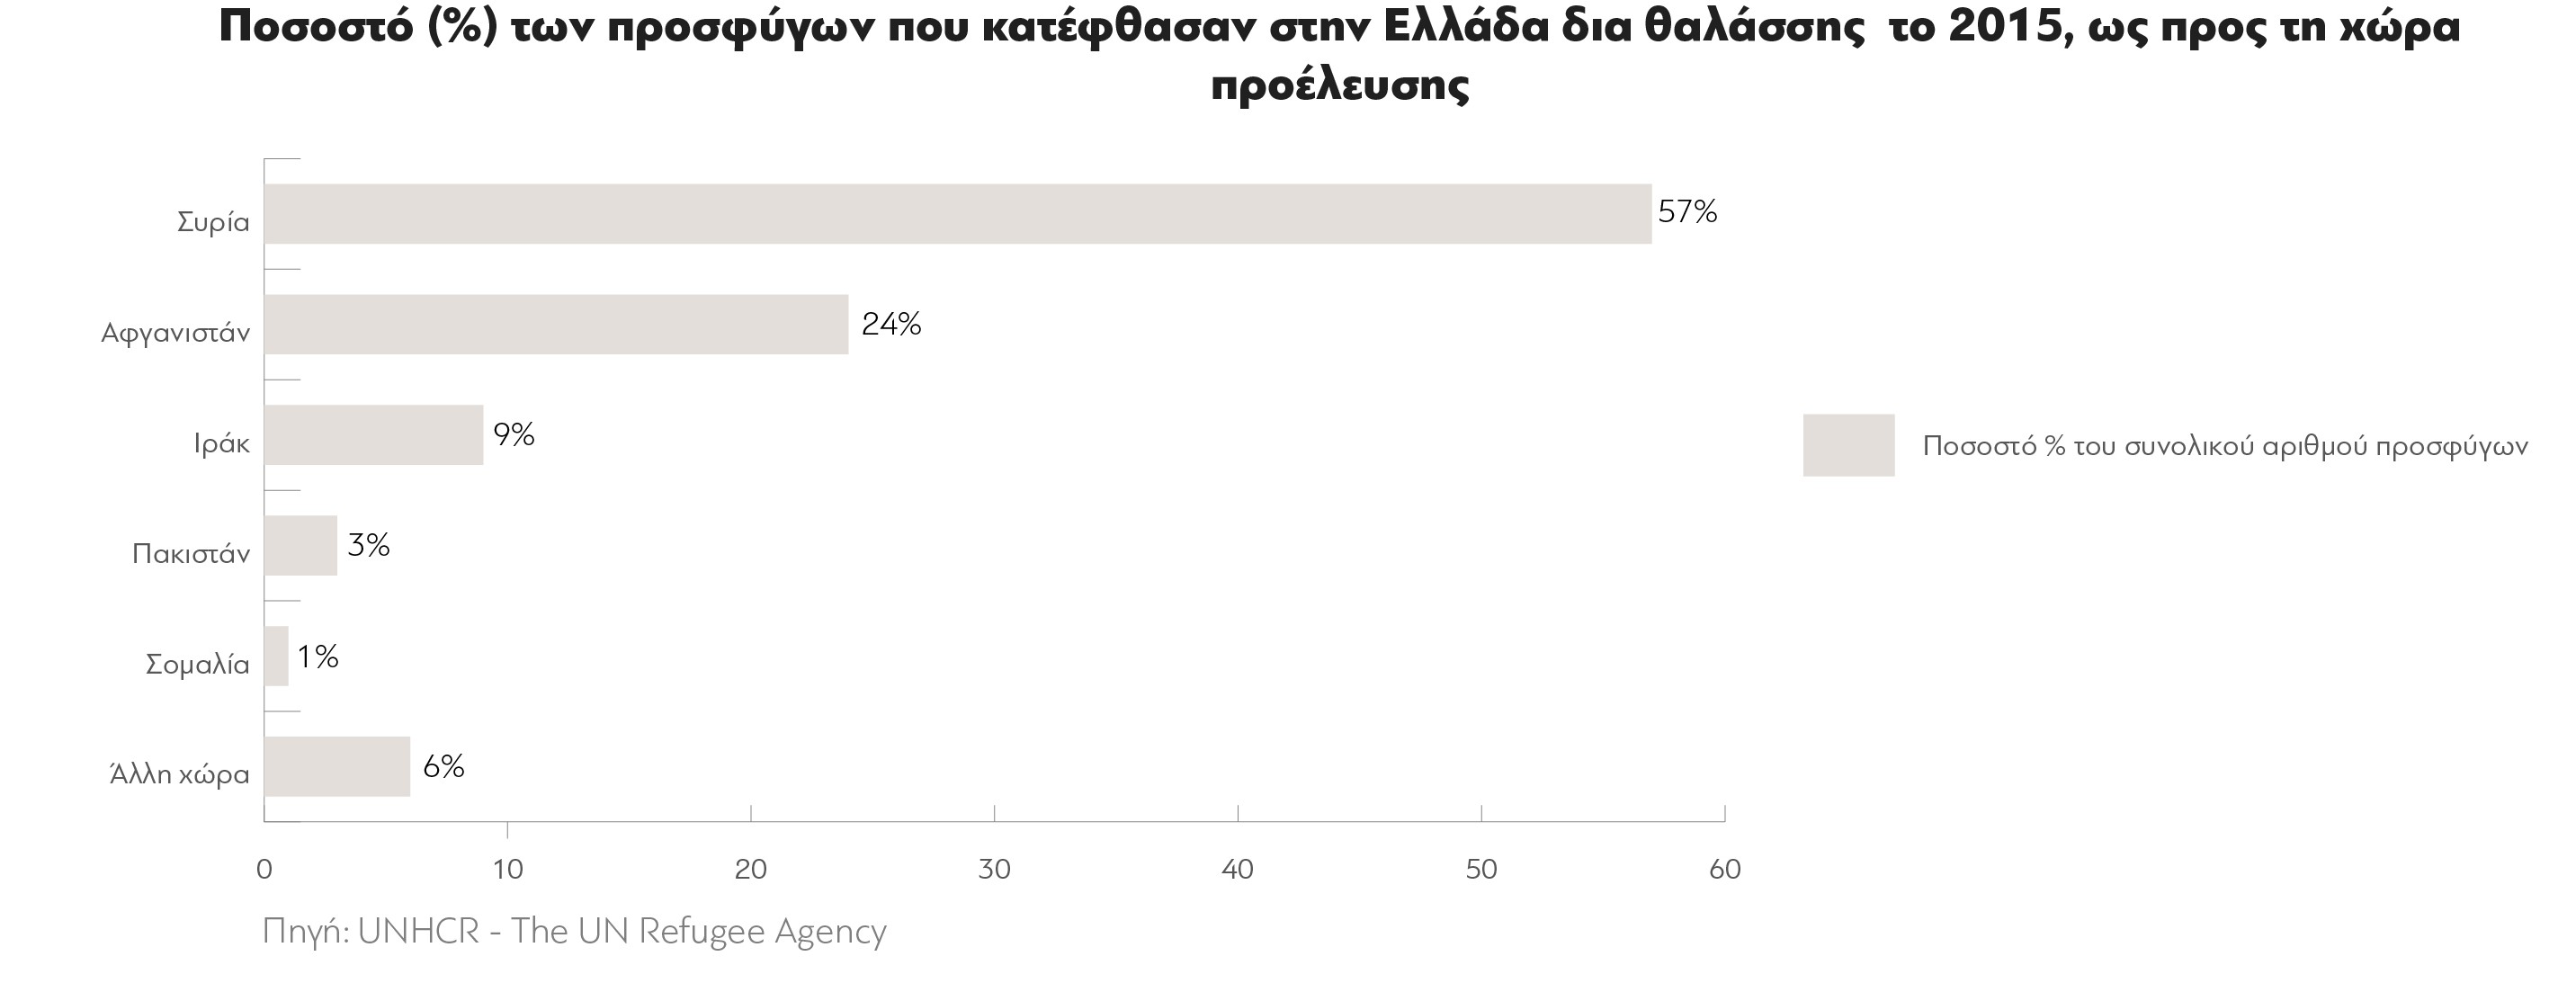 Ποσοστό (%) των προσφύγων που κατέφθασαν στην Ελλάδα δια θαλάσσης  το 2015, ως προς τη χώρα
προέλευσης
Συρία
57%
Αφγανιστάν
24%
Ιράκ
9%
Πακιστάν
3%
Σομαλία
1%
Άλλη χώρα
6%
Ποσοστό % του συνολικού αριθμού προσφύγων
0 10 20 30 40 50 60
Πηγή: UNHCR - The UN Refugee Agency